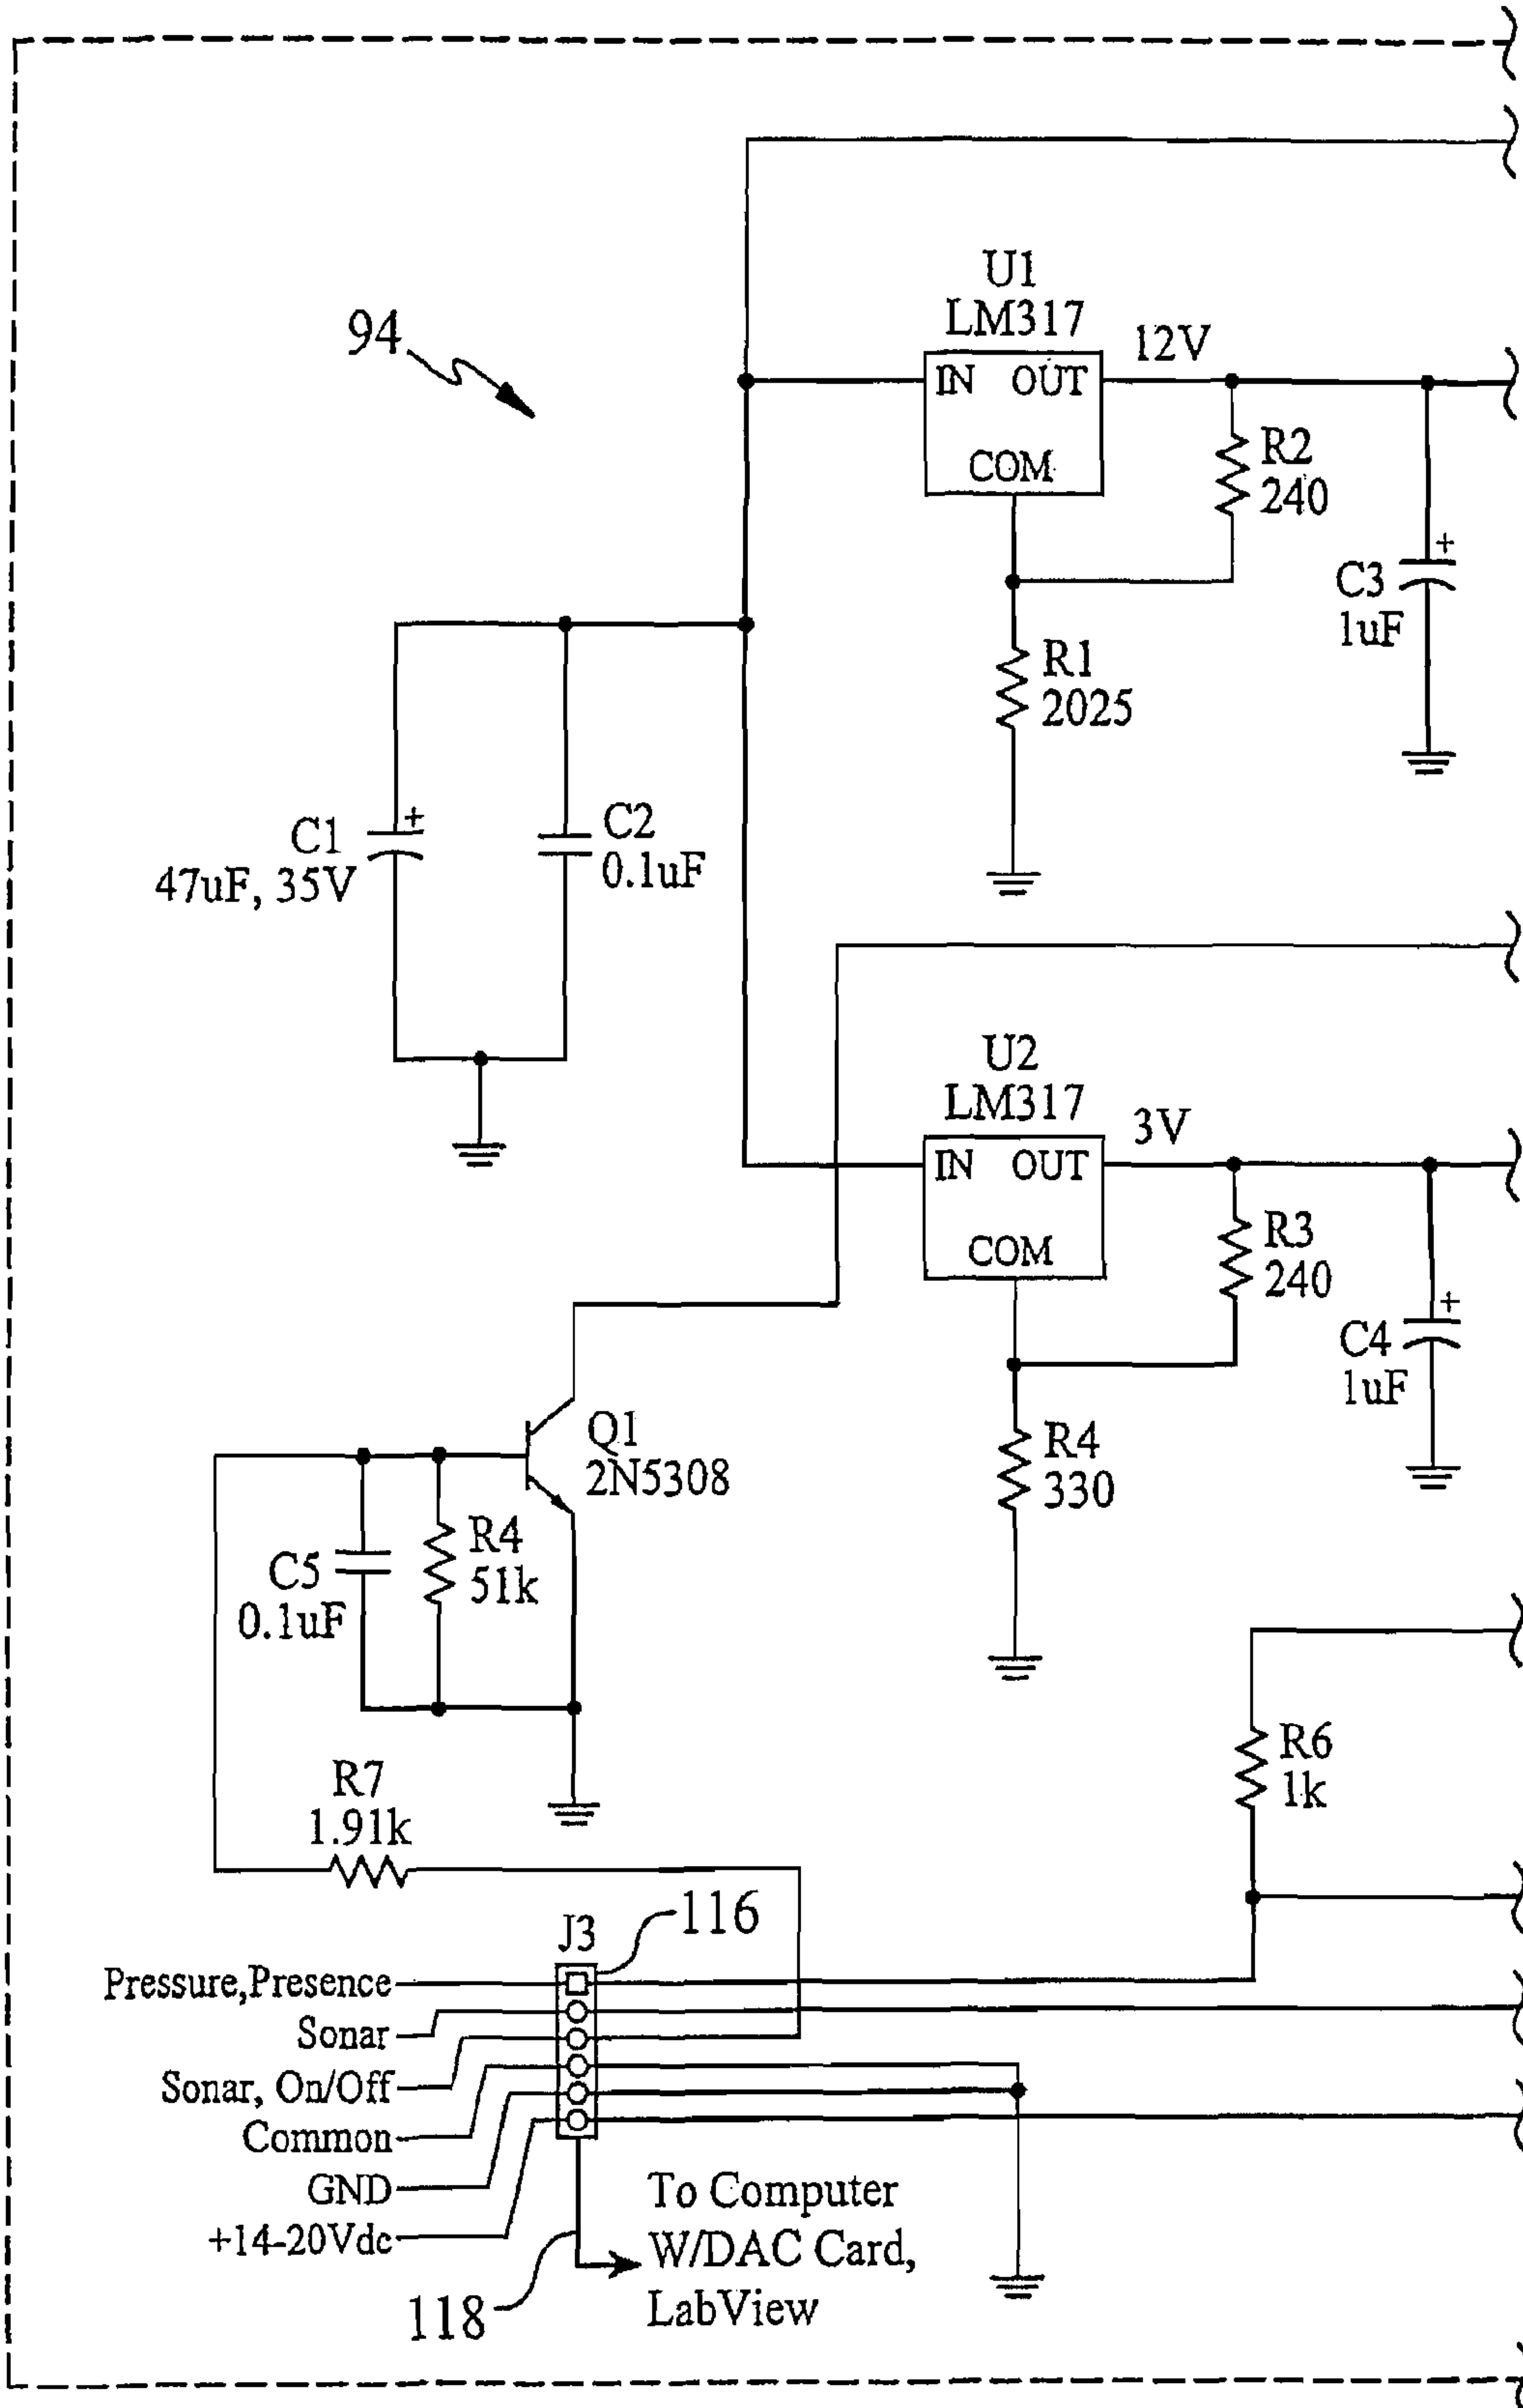 94
U1
LM317
12V
IN OUT
COM
R2
240
C3
1uF
+
R1
2025
C1
47uF, 35V
+
C2
0.1uF
U2
LM317
3V
IN OUT
COM
R3
240
C4
1uF
+
R4
330
Q1
2N5308
C5
0.1uF
R4
51k
R7
1.91k
R6
1k
J3
116
Pressure,Presence
Sonar
Sonar, On/Off
Common
GND
+14-20Vdc
118
To Computer
W/DAC Card,
LabView